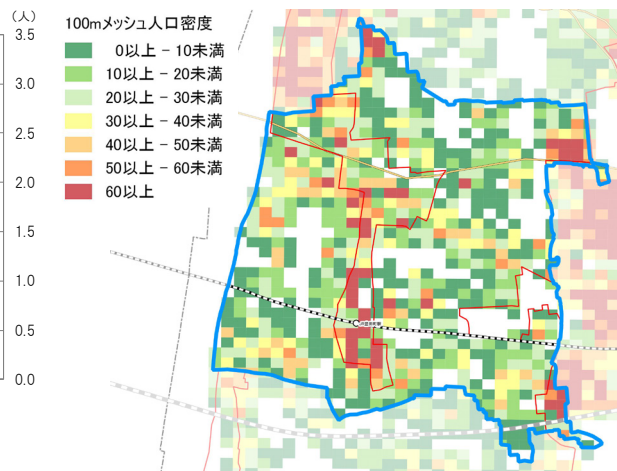 (人)
3.5
3.0
2.5
2.0
1.5
1.0
0.5
0.0
100mメッシュ人口密度
0以上 - 10未満
10以上 - 20未満
20以上 - 30未満
30以上 - 40未満
40以上 - 50未満
50以上 - 60未満
60以上